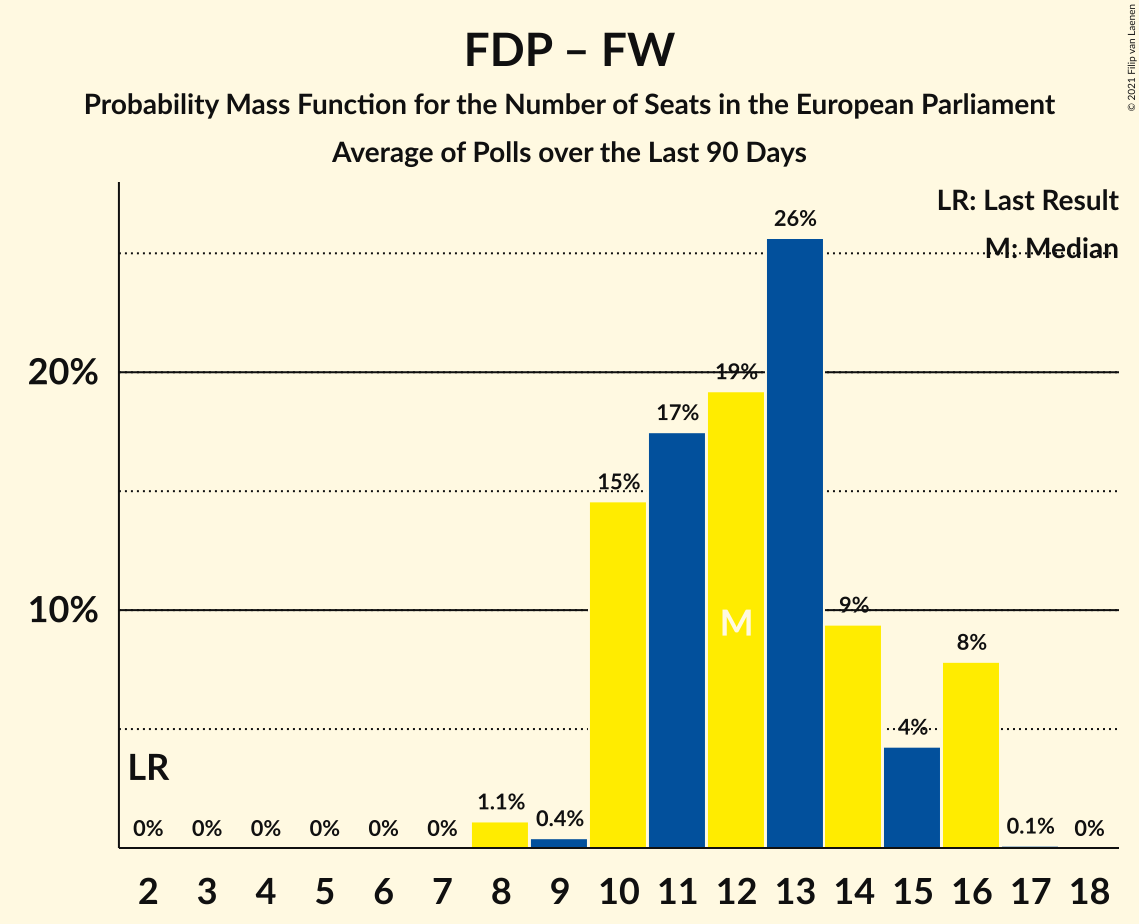 FDP – FW
Probability Mass Function for the Number of Seats in the European Parliament
Average of Polls over the Last 90 Days
© 2021 Filip van Laenen
LR: Last Result
M: Median
20%
10%
LR
M
0% 0% 0% 0% 0% 0% 1.1% 0.4% 15% 17% 19% 26% 9% 4% 8% 0.1% 0%
2 3 4 5 6 7 8 9 10 11 12 13 14 15 16 17 18